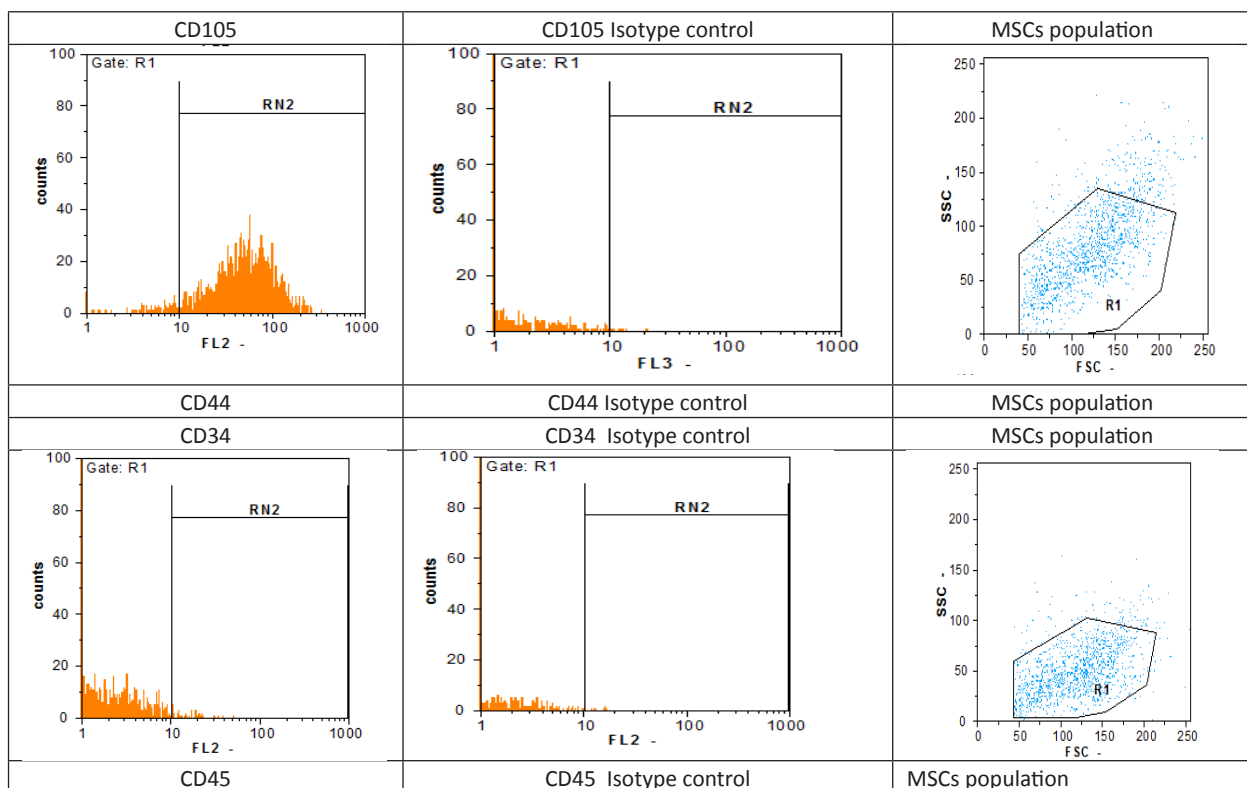 CD105 CD105 Isotype control MSCs population
Gate: R1
RN2
counts
100
80
60
40
20
0
1 10 100 1000
FL2 -
Gate: R1
RN2
counts
100
80
60
40
20
0
1 10 100 1000
FL3 -
SSC -
250
200
150
100
50
0
R1
0 50 100 150 200 250
FSC -
CD44 CD44 Isotype control MSCs population
CD34 CD34 Isotype control MSCs population
Gate: R1
RN2
counts
100
80
60
40
20
0
1 10 100 1000
FL2 -
Gate: R1
RN2
counts
100
80
60
40
20
0
1 10 100 1000
FL2 -
SSC -
250
200
150
100
50
0
R1
0 50 100 150 200 250
FSC -
CD45 CD45 Isotype control MSCs population